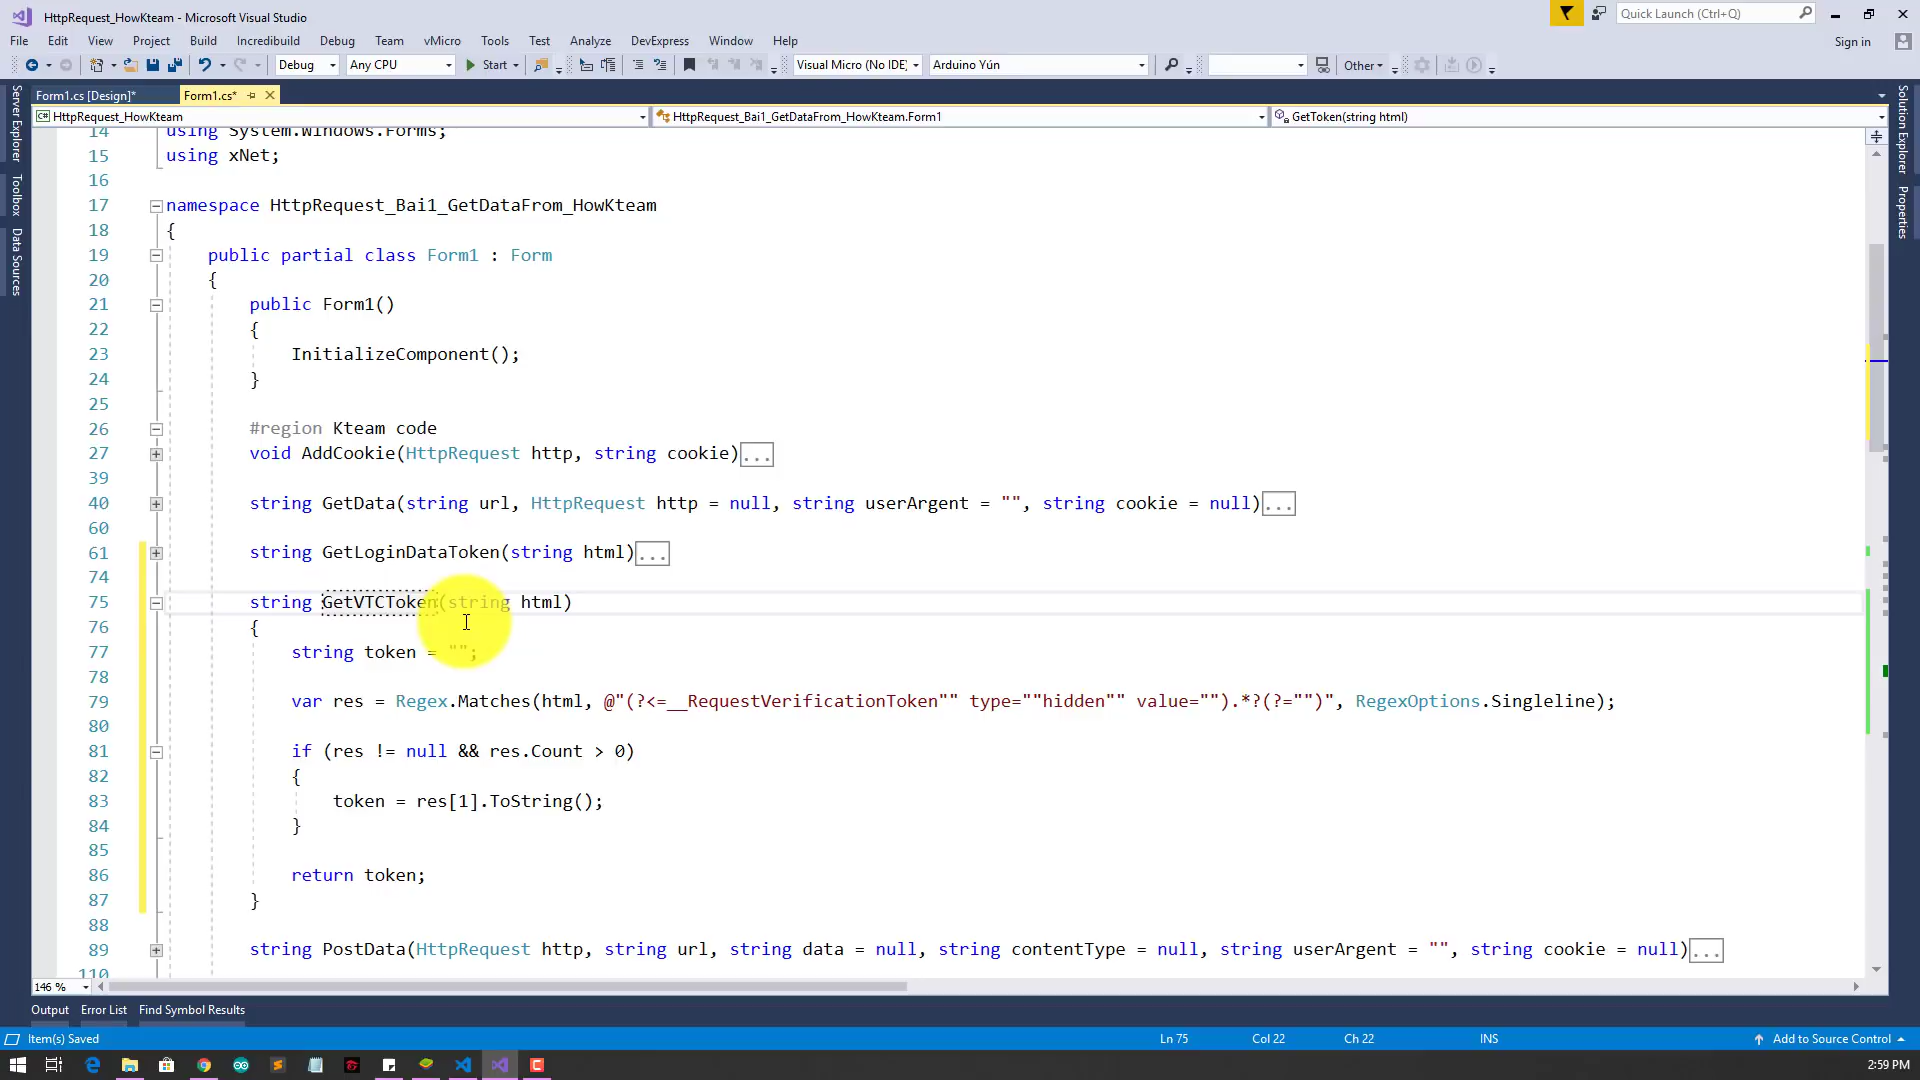 HttpRequest_HowKteam - Microsoft Visual Studio
Quick Launch (Ctrl+Q)
File Edit View Project Build Incredibuild Debug Team vMicro Tools Test Analyze DevExpress Window Help
Sign in
Debug Any CPU Start Visual Micro (No IDE) Arduino Yún Other
Form1.cs [Design]* Form1.cs*
HttpRequest_HowKteam HttpRequest_Bai1_GetDataFrom_HowKteam.Form1 GetToken(string html)
Server Explorer
Toolbox
Data Sources
Solution Explorer
Properties
14 using System.Windows.Forms;
15 using xNet;
16
17 namespace HttpRequest_Bai1_GetDataFrom_HowKteam
18 {
19 public partial class Form1 : Form
20 {
21 public Form1()
22 {
23 InitializeComponent();
24 }
25
26 #region Kteam code
27 void AddCookie(HttpRequest http, string cookie)...
39
40 string GetData(string url, HttpRequest http = null, string userArgent = "", string cookie = null)...
60
61 string GetLoginDataToken(string html)...
74
75 string GetVTCToken(string html)
76 {
77 string token = "";
78
79 var res = Regex.Matches(html, @"(?<=__RequestVerificationToken"" type=""hidden"" value="").*?(?="")", RegexOptions.Singleline);
80
81 if (res != null && res.Count > 0)
82 {
83 token = res[1].ToString();
84 }
85
86 return token;
87 }
88
89 string PostData(HttpRequest http, string url, string data = null, string contentType = null, string userArgent = "", string cookie = null)...
110
146 %
Output Error List Find Symbol Results
Item(s) Saved Ln 75 Col 22 Ch 22 INS Add to Source Control
2:59 PM